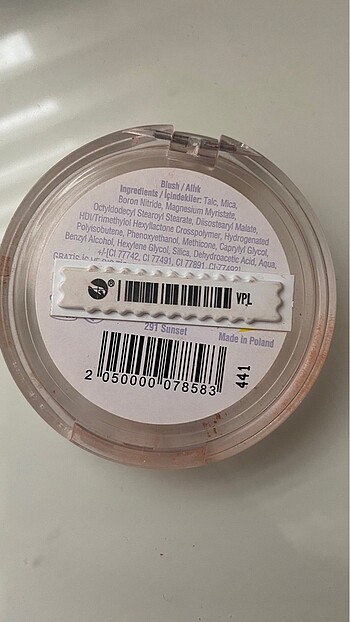 Blush / Allık
Ingredients / İçindekiler: Talc, Mica,
Boron Nitride, Magnesium Myristate,
Octyldodecyl Stearoyl Stearate, Diisostearyl Malate,
HDI/Trimethylol Hexyllactone Crosspolymer, Hydrogenated
Polyisobutene, Phenoxyethanol, Methicone, Caprylyl Glycol,
Benzyl Alcohol, Hexylene Glycol, Silica, Dehydroacetic Acid, Aqua,
+/-[CI 77742, CI 77491, CI 77891, CI 77492]
GRATİS
® VPL
291 Sunset
Made in Poland
2 050000 078583
441